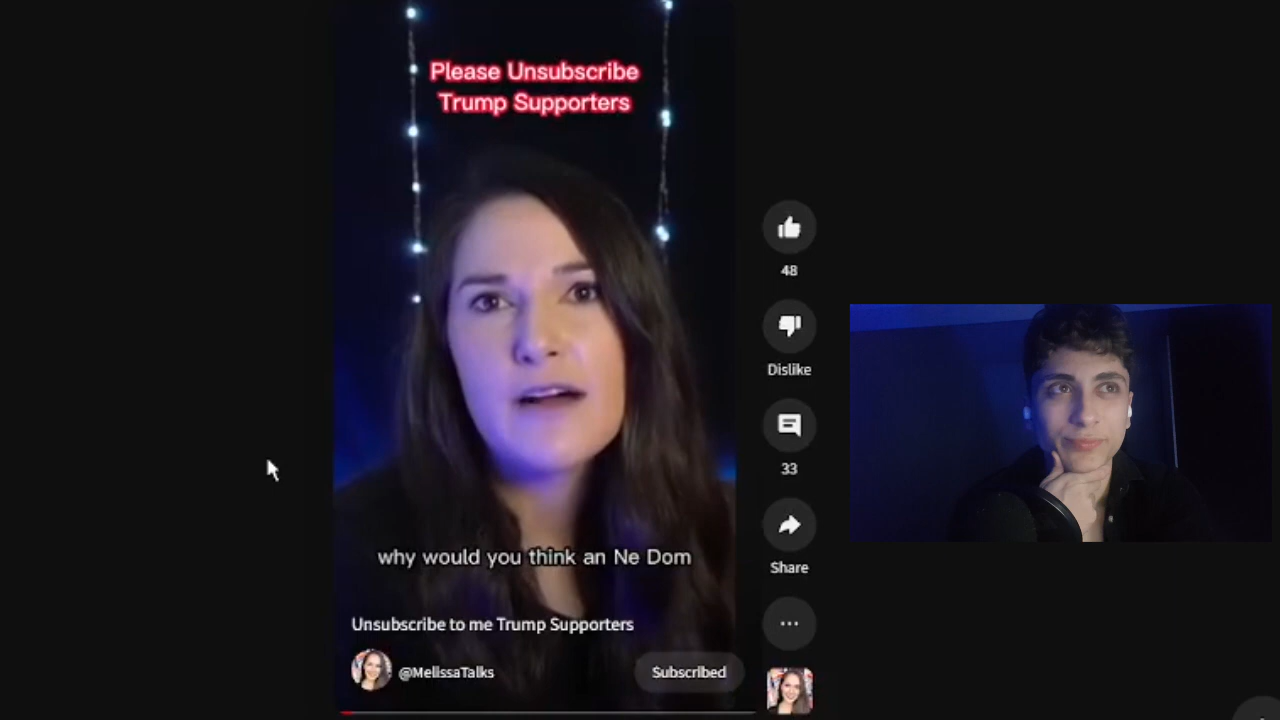 Please Unsubscribe
Trump Supporters
48
Dislike
why would you think an Ne Dom
33
Share
Unsubscribe to me Trump Supporters
@MelissaTalks
Subscribed